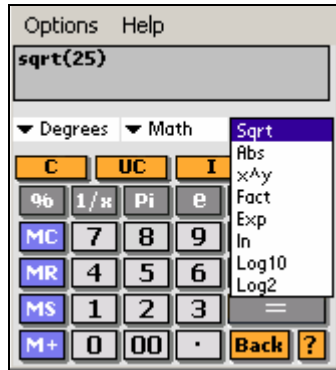 Options Help
sqrt(25)
Degrees Math
Sqrt
Abs
x^y
Fact
Exp
ln
Log10
Log2
C UC I
% 1/x Pi e
MC 7 8 9
MR 4 5 6
MS 1 2 3 =
M+ 0 00 . Back ?